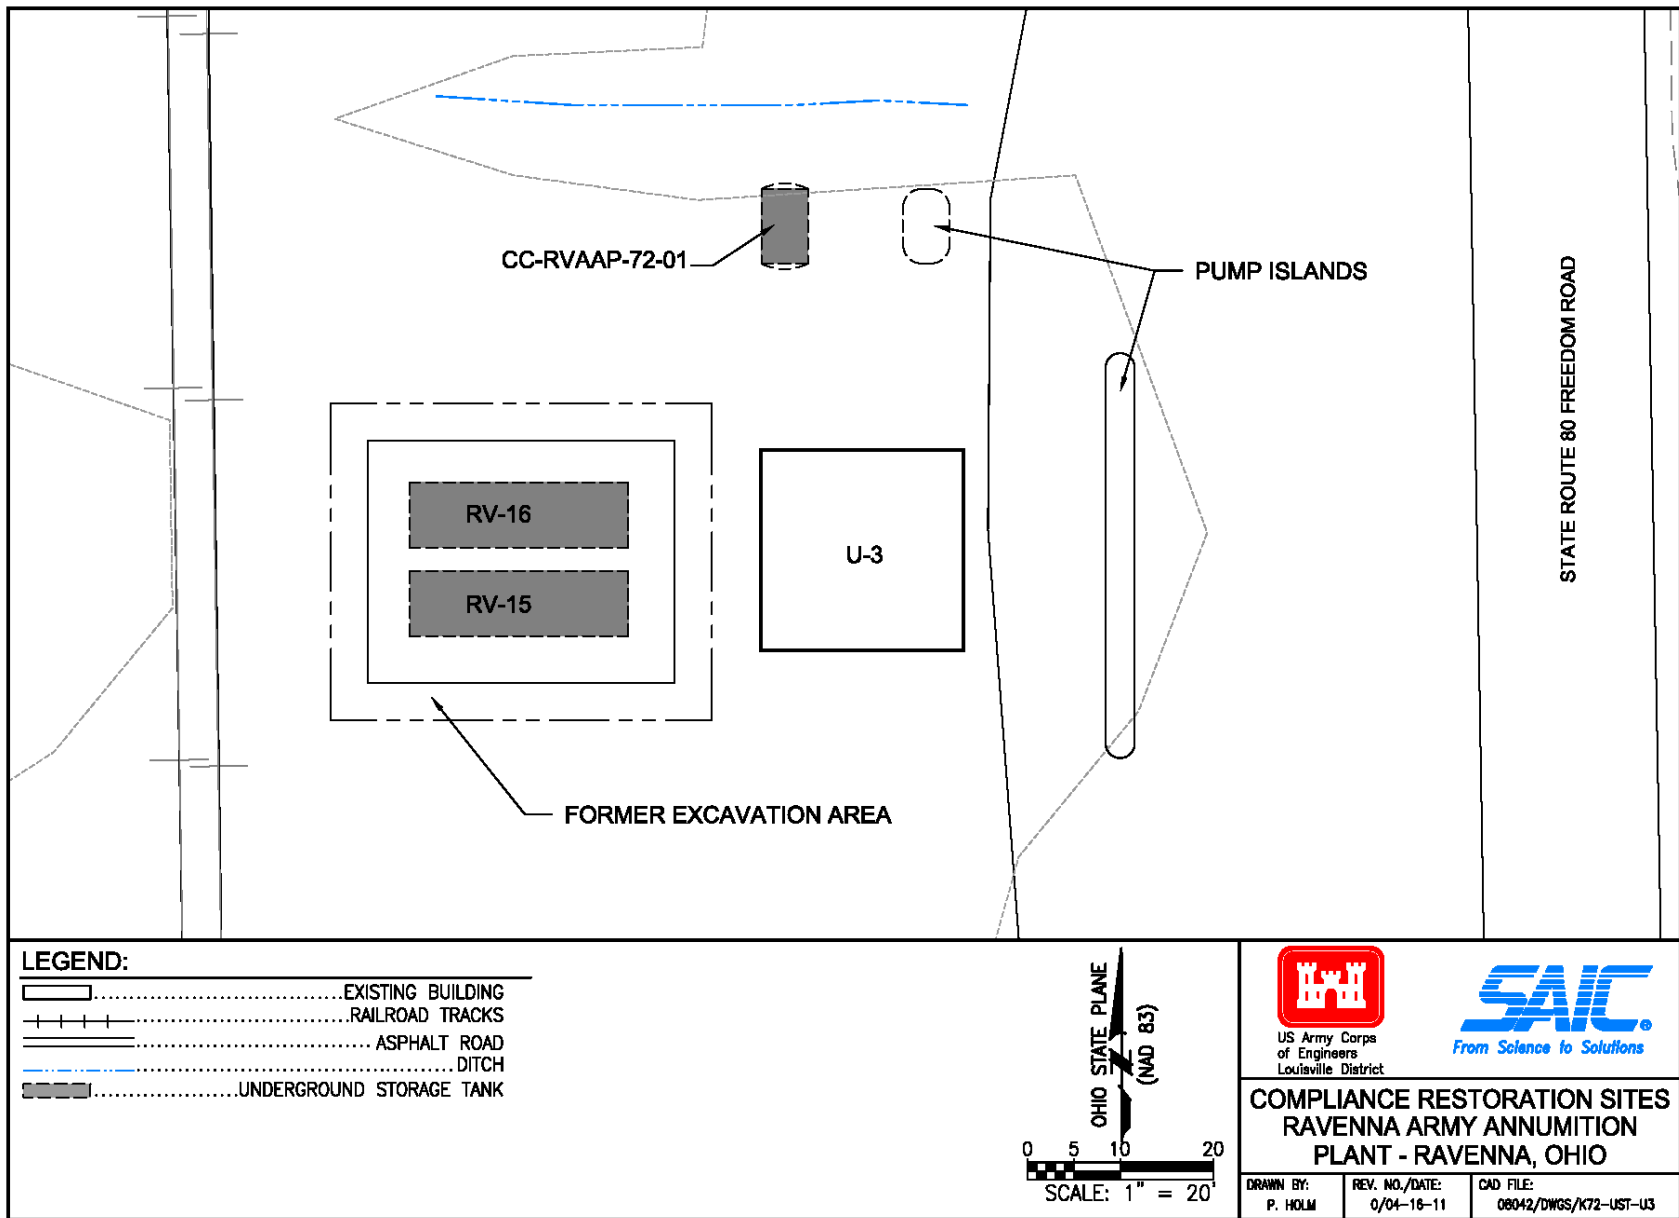 CC-RVAAP-72-01
PUMP ISLANDS
STATE ROUTE 80 FREEDOM ROAD
RV-16
U-3
RV-15
FORMER EXCAVATION AREA
LEGEND:
EXISTING BUILDING
RAILROAD TRACKS
ASPHALT ROAD
DITCH
UNDERGROUND STORAGE TANK
OHIO STATE PLANE
(NAD 83)
0 5 10 20
SCALE: 1" = 20'
US Army Corps
of Engineers
Louisville District
SAIC®
From Science to Solutions
COMPLIANCE RESTORATION SITES
RAVENNA ARMY ANNUMITION
PLANT - RAVENNA, OHIO
DRAWN BY:
P. HOLM
REV. NO./DATE:
0/04-16-11
CAD FILE:
06042/DWGS/K72-UST-U3